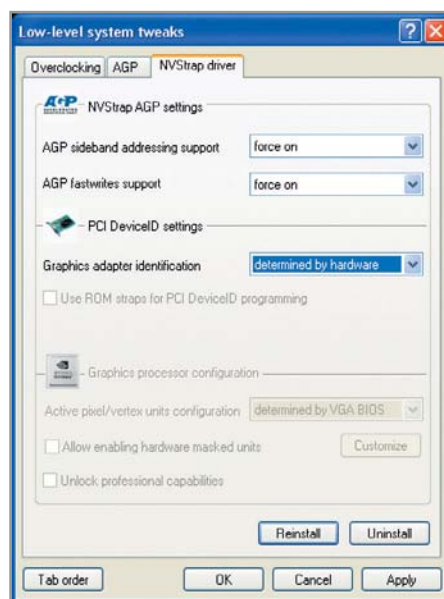 Low-level system tweaks
Overclocking AGP NVStrap driver
AGP NVStrap AGP settings
AGP sideband addressing support force on
AGP fastwrites support force on
PCI DeviceID settings
Graphics adapter identification determined by hardware
Use ROM straps for PCI DeviceID programming
Graphics processor configuration
Active pixel/vertex units configuration determined by VGA BIOS
Allow enabling hardware masked units Customize
Unlock professional capabilities
Reinstall Uninstall
Tab order OK Cancel Apply